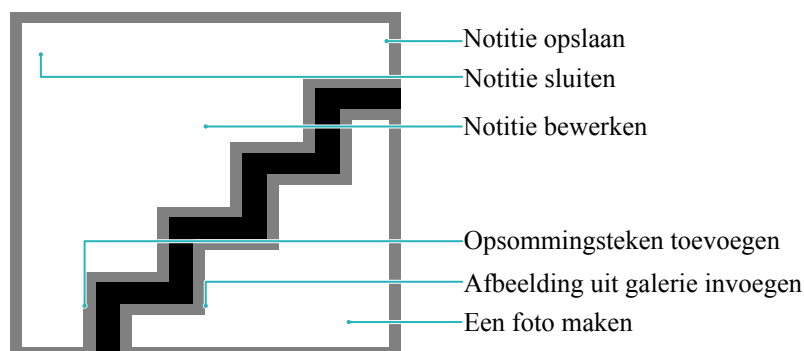 Notitie opslaan
Notitie sluiten
Notitie bewerken
Opsommingsteken toevoegen
Afbeelding uit galerie invoegen
Een foto maken